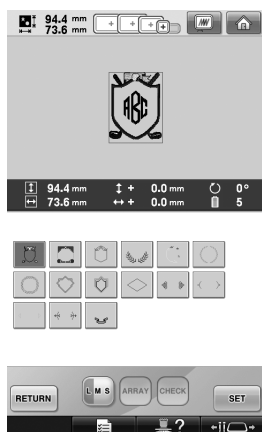 94.4 mm
73.6 mm
ABC
94.4 mm + 0.0 mm 0°
73.6 mm + 0.0 mm 5
L M S ARRAY CHECK
RETURN SET
?